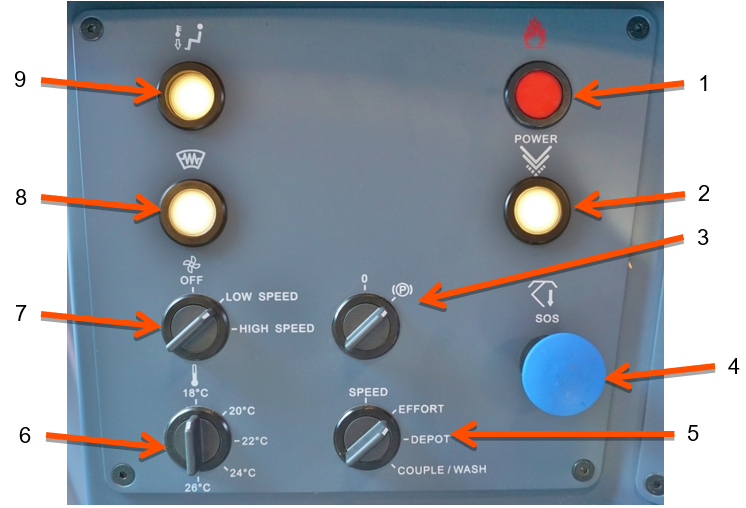 9
1
POWER
8
2
3
OFF
LOW SPEED
HIGH SPEED
7
0
(P)
SOS
4
18°C
20°C
22°C
24°C
26°C
6
SPEED
EFFORT
DEPOT
COUPLE / WASH
5